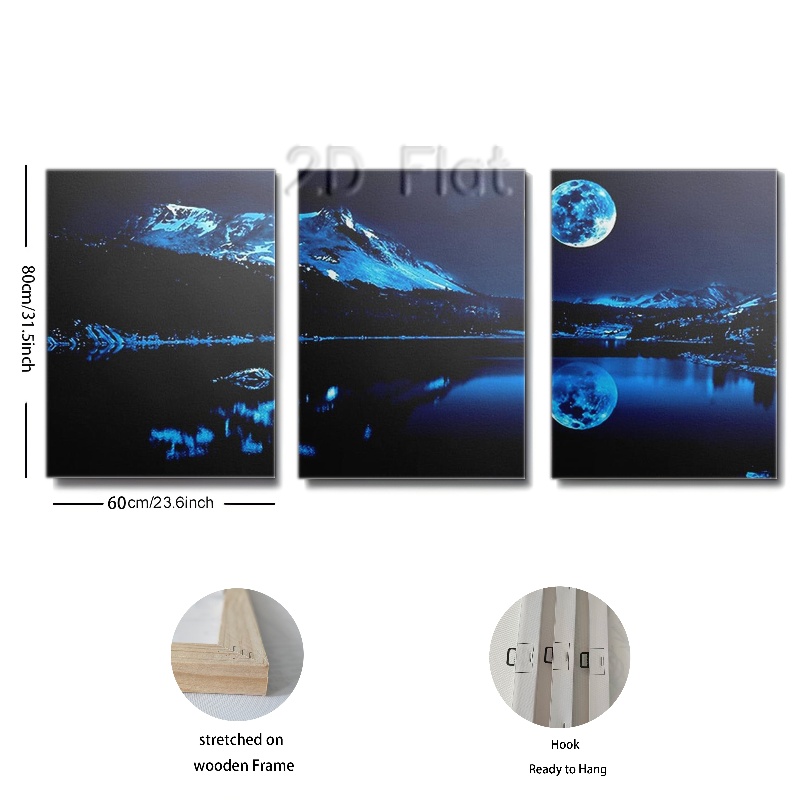 2D Flat
80cm/31.5inch
60cm/23.6inch
stretched on
wooden Frame
Hook
Ready to Hang